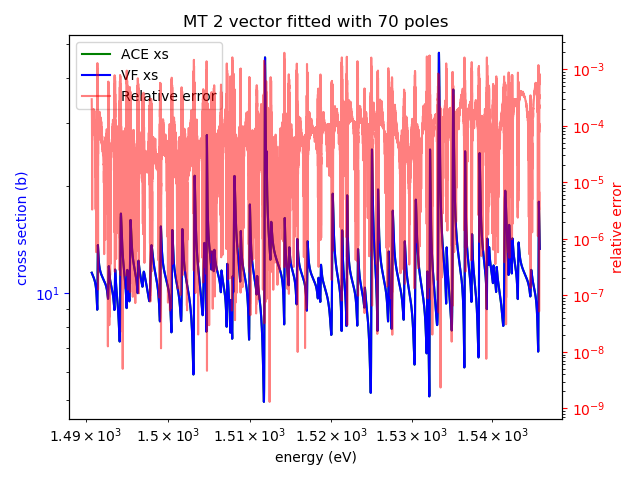 MT 2 vector fitted with 70 poles
ACE xs
VF xs
Relative error
cross section (b)
10¹
10⁻³
10⁻⁴
10⁻⁵
10⁻⁶
10⁻⁷
10⁻⁸
10⁻⁹
relative error
1.49 × 10³ 1.5 × 10³ 1.51 × 10³ 1.52 × 10³ 1.53 × 10³ 1.54 × 10³
energy (eV)